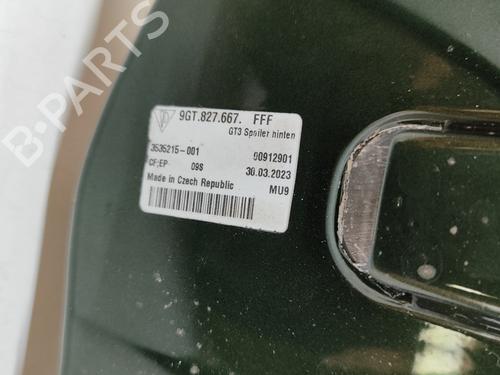 B-PARTS
9GT.827.667. FFF
GT3 Spoiler hinten
3535215-001 00912901
CF;EP 09S 30.03.2023
Made in Czech Republic MU9